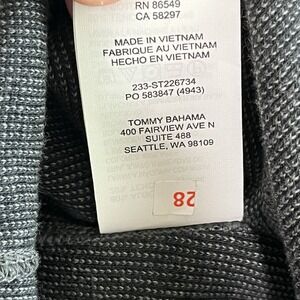 RN 86549
CA 58297
MADE IN VIETNAM
FABRIQUE AU VIETNAM
HECHO EN VIETNAM
233-ST226734
PO 583847 (4943)
TOMMY BAHAMA
400 FAIRVIEW AVE N
SUITE 488
SEATTLE, WA 98109
28